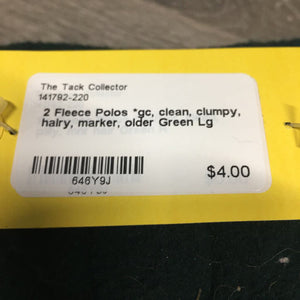 The Tack Collector
141792-220
2 Fleece Polos *gc, clean, clumpy,
hairy, marker, older Green Lg
$4.00
646Y9J